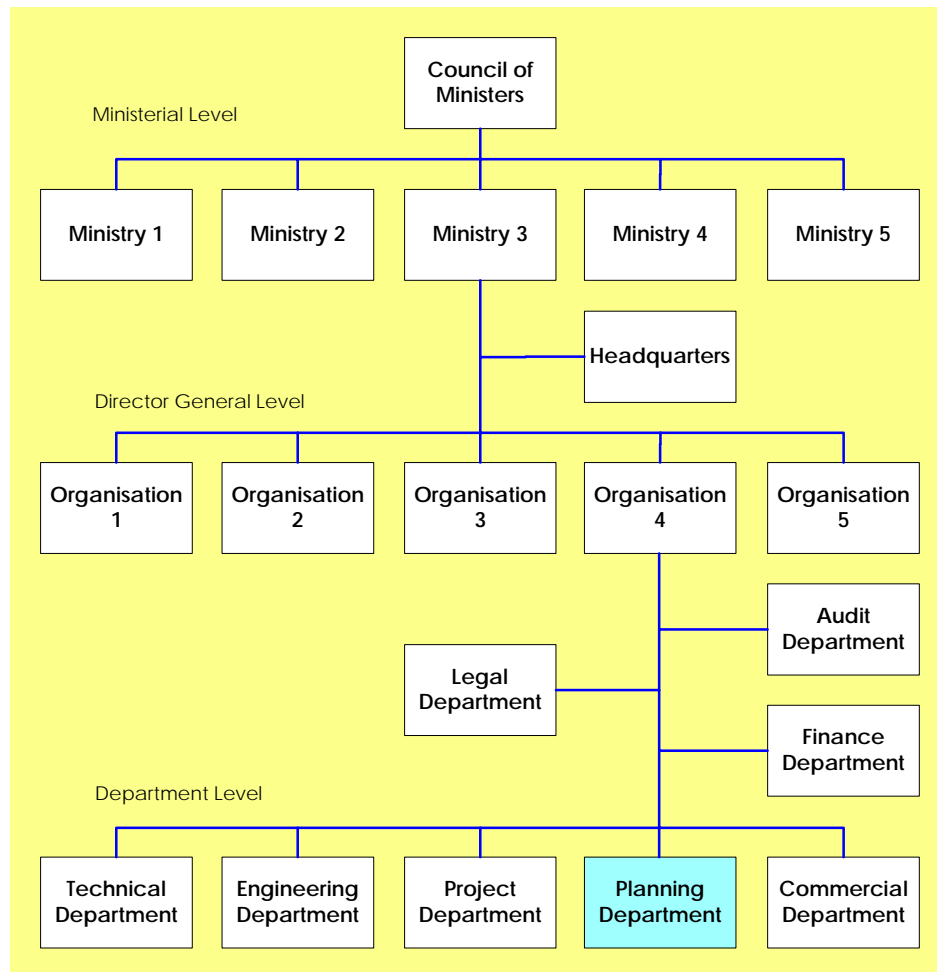 Council of
Ministers
Ministerial Level
Ministry 1
Ministry 2
Ministry 3
Ministry 4
Ministry 5
Headquarters
Director General Level
Organisation
1
Organisation
2
Organisation
3
Organisation
4
Organisation
5
Audit
Department
Legal
Department
Finance
Department
Department Level
Technical
Department
Engineering
Department
Project
Department
Planning
Department
Commercial
Department